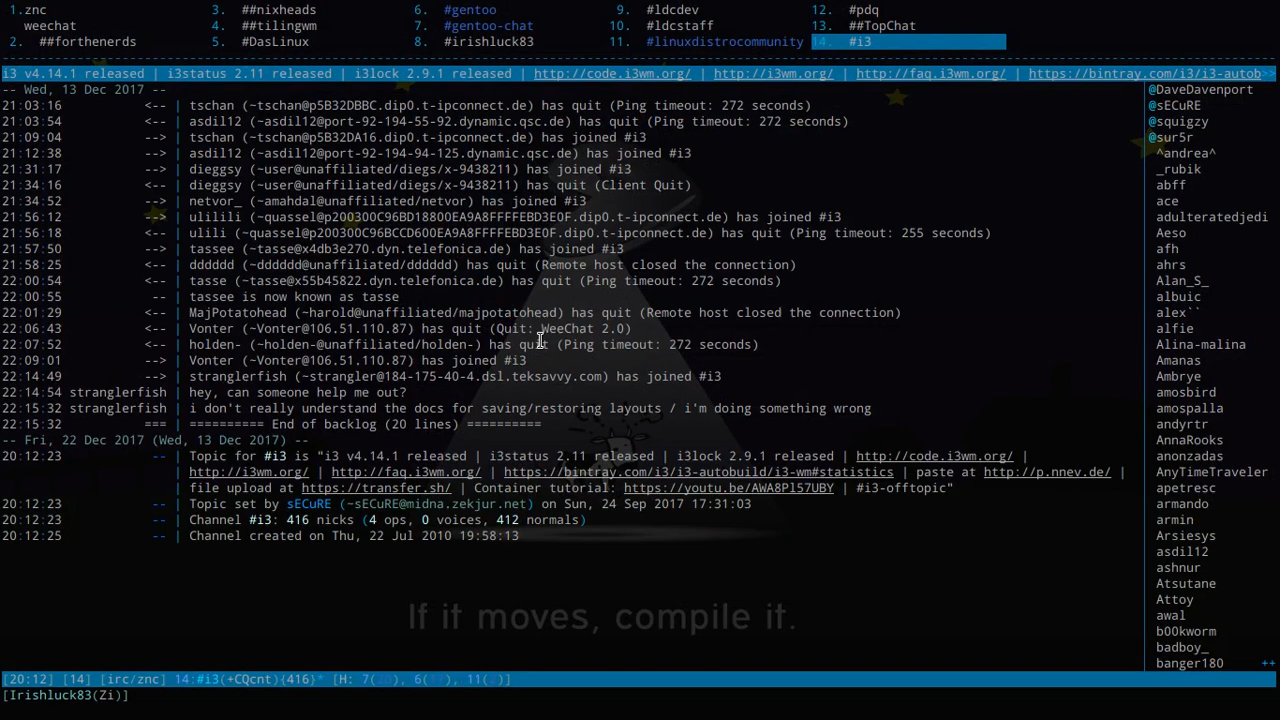 1.znc 3. ##nixheads 6. #gentoo 9. #ldcdev 12. #pdq
weechat 4. ##tilingwm 7. #gentoo-chat 10. #ldcstaff 13. ##TopChat
2. ##forthenerds 5. #DasLinux 8. #irishluck83 11. #linuxdistrocommunity 14. #i3
i3 v4.14.1 released | i3status 2.11 released | i3lock 2.9.1 released | http://code.i3wm.org/ | http://i3wm.org/ | http://faq.i3wm.org/ | https://bintray.com/i3/i3-autob>>
-- Wed, 13 Dec 2017 -- @DaveDavenport
21:03:16 <-- | tschan (~tschan@p5B32DBBC.dip0.t-ipconnect.de) has quit (Ping timeout: 272 seconds) @sECuRE
21:03:54 <-- | asdil12 (~asdil12@port-92-194-55-92.dynamic.qsc.de) has quit (Ping timeout: 272 seconds) @squigzy
21:09:04 --> | tschan (~tschan@p5B32DA16.dip0.t-ipconnect.de) has joined #i3 @sur5r
21:12:38 --> | asdil12 (~asdil12@port-92-194-94-125.dynamic.qsc.de) has joined #i3 ^andrea^
21:31:17 --> | dieggsy (~user@unaffiliated/diegs/x-9438211) has joined #i3 _rubik
21:34:16 <-- | dieggsy (~user@unaffiliated/diegs/x-9438211) has quit (Client Quit) abff
21:34:52 --> | netvor_ (~amahdal@unaffiliated/netvor) has joined #i3 ace
21:56:12 --> | ulilili (~quassel@p200300C96BD18800EA9A8FFFFEBD3E0F.dip0.t-ipconnect.de) has joined #i3 adulteratedjedi
21:56:18 <-- | ulili (~quassel@p200300C96BCCD600EA9A8FFFFEBD3E0F.dip0.t-ipconnect.de) has quit (Ping timeout: 255 seconds) Aeso
21:57:50 --> | tassee (~tasse@x4db3e270.dyn.telefonica.de) has joined #i3 afh
21:58:25 <-- | dddddd (~dddddd@unaffiliated/dddddd) has quit (Remote host closed the connection) ahrs
22:00:54 <-- | tasse (~tasse@x55b45822.dyn.telefonica.de) has quit (Ping timeout: 272 seconds) Alan_S_
22:00:55 -- | tassee is now known as tasse albuic
22:01:29 <-- | MajPotatohead (~harold@unaffiliated/majpotatohead) has quit (Remote host closed the connection) alex``
22:06:43 <-- | Vonter (~Vonter@106.51.110.87) has quit (Quit: WeeChat 2.0) alfie
22:07:52 <-- | holden- (~holden-@unaffiliated/holden-) has quit (Ping timeout: 272 seconds) Alina-malina
22:09:01 --> | Vonter (~Vonter@106.51.110.87) has joined #i3 Amanas
22:14:49 --> | stranglerfish (~strangler@184-175-40-4.dsl.teksavvy.com) has joined #i3 Ambrye
22:14:54 stranglerfish | hey, can someone help me out? amosbird
22:15:32 stranglerfish | i don't really understand the docs for saving/restoring layouts / i'm doing something wrong amospalla
22:15:32 === | ========== End of backlog (20 lines) ========== andyrtr
-- Fri, 22 Dec 2017 (Wed, 13 Dec 2017) -- AnnaRooks
20:12:23 -- | Topic for #i3 is "i3 v4.14.1 released | i3status 2.11 released | i3lock 2.9.1 released | http://code.i3wm.org/ | anonzadas
| http://i3wm.org/ | http://faq.i3wm.org/ | https://bintray.com/i3/i3-autobuild/i3-wm#statistics | paste at http://p.nnev.de/ | AnyTimeTraveler
| file upload at https://transfer.sh/ | Container tutorial: https://youtu.be/AWA8Pl57UBY | #i3-offtopic" apetresc
20:12:23 -- | Topic set by sECuRE (~sECuRE@midna.zekjur.net) on Sun, 24 Sep 2017 17:31:03 armando
20:12:23 -- | Channel #i3: 416 nicks (4 ops, 0 voices, 412 normals) armin
20:12:25 -- | Channel created on Thu, 22 Jul 2010 19:58:13 Arsiesys
asdil12
ashnur
Atsutane
Attoy
If it moves, compile it. awal
b00kworm
badboy_
banger180 ++
[20:12] [14] [irc/znc] 14:#i3(+CQcnt){416}* [H: 7( ), 6( ), 11( )]
[Irishluck83(Zi)]